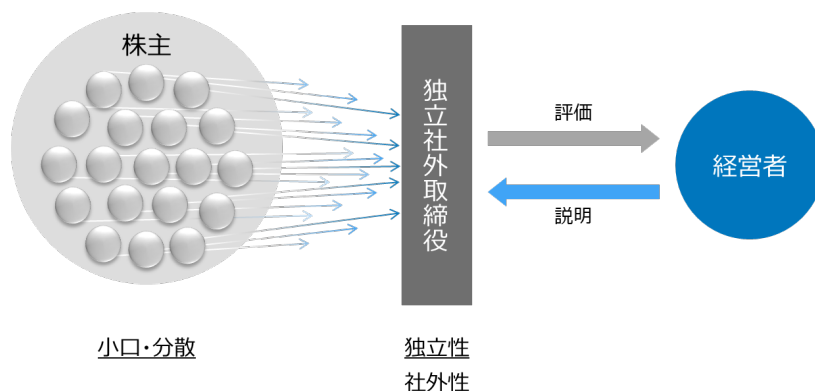 株主
独立社外取締役
評価
説明
経営者
小口・分散
独立性
社外性